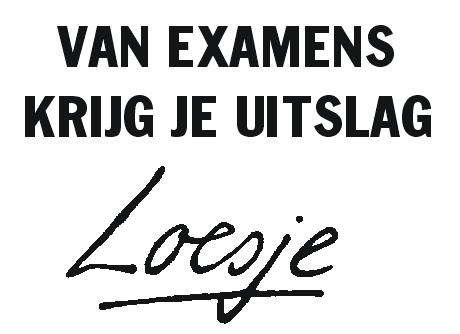 VAN EXAMENS
KRIJG JE UITSLAG
Loesje